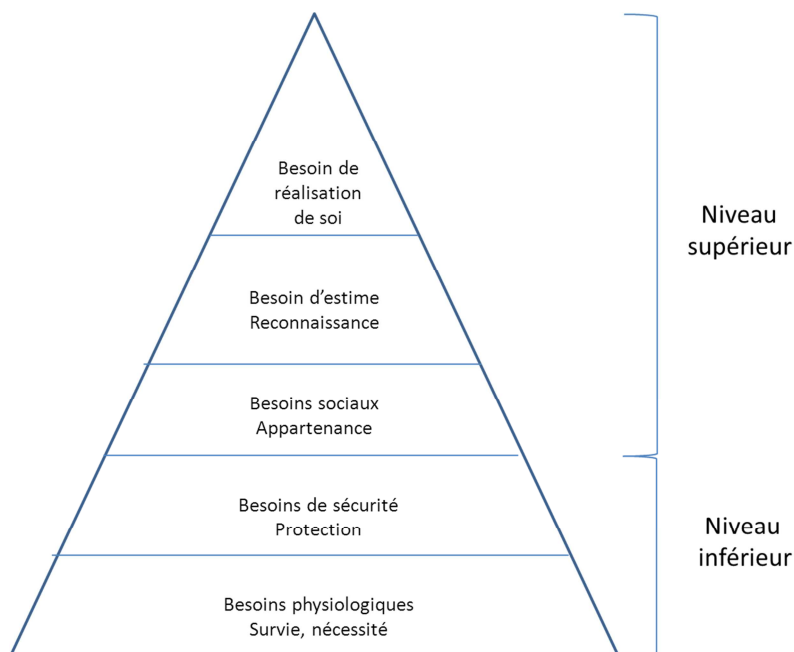 Besoin de
réalisation
de soi
Besoin d’estime
Reconnaissance
Besoins sociaux
Appartenance
Besoins de sécurité
Protection
Besoins physiologiques
Survie, nécessité
Niveau
supérieur
Niveau
inférieur